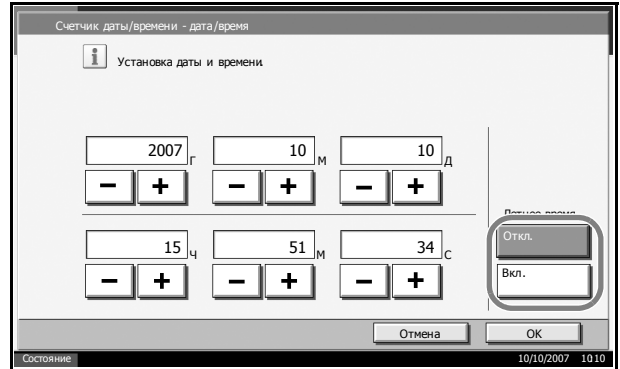 Счетчик даты/времени - дата/время
Установка даты и времени.
2007 г 10 м 10 д
Летнее время
15 ч 51 м 34 с
Откл.
Вкл.
Отмена OK
Состояние 10/10/2007 10:10